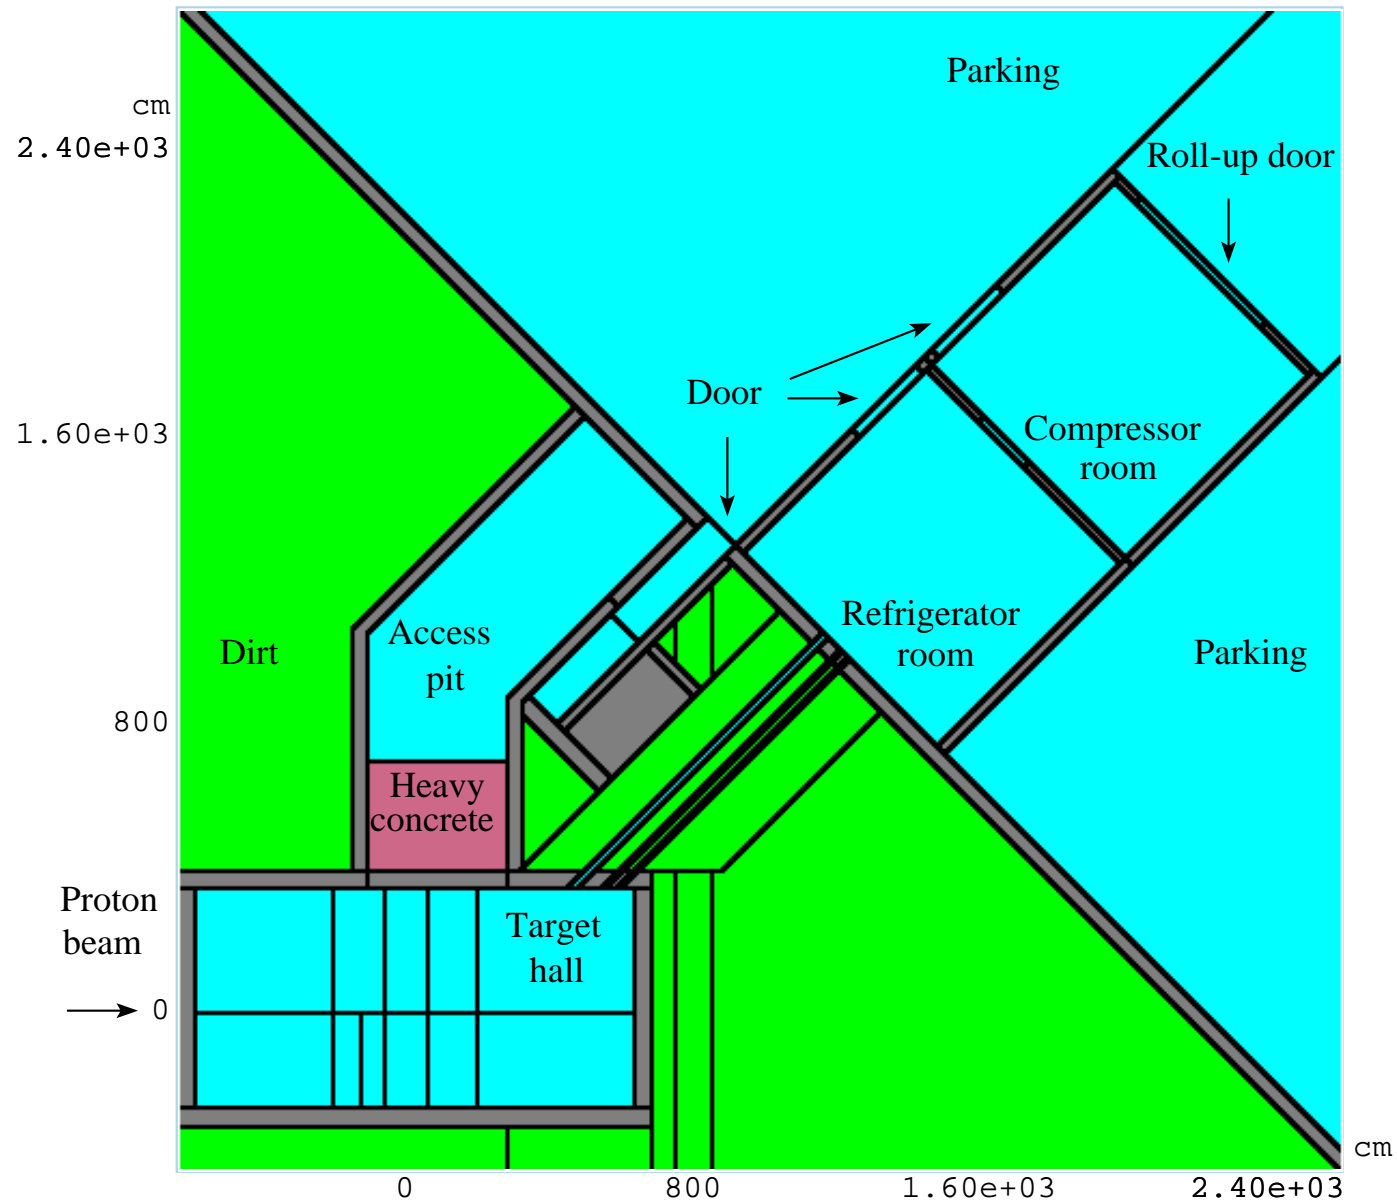 Parking
cm
2.40e+03
Roll-up door
Door
1.60e+03
Compressor
room
Refrigerator
room
Access
pit
Dirt
Parking
800
Heavy
concrete
Proton
beam
Target
hall
0
cm
0
800
1.60e+03
2.40e+03